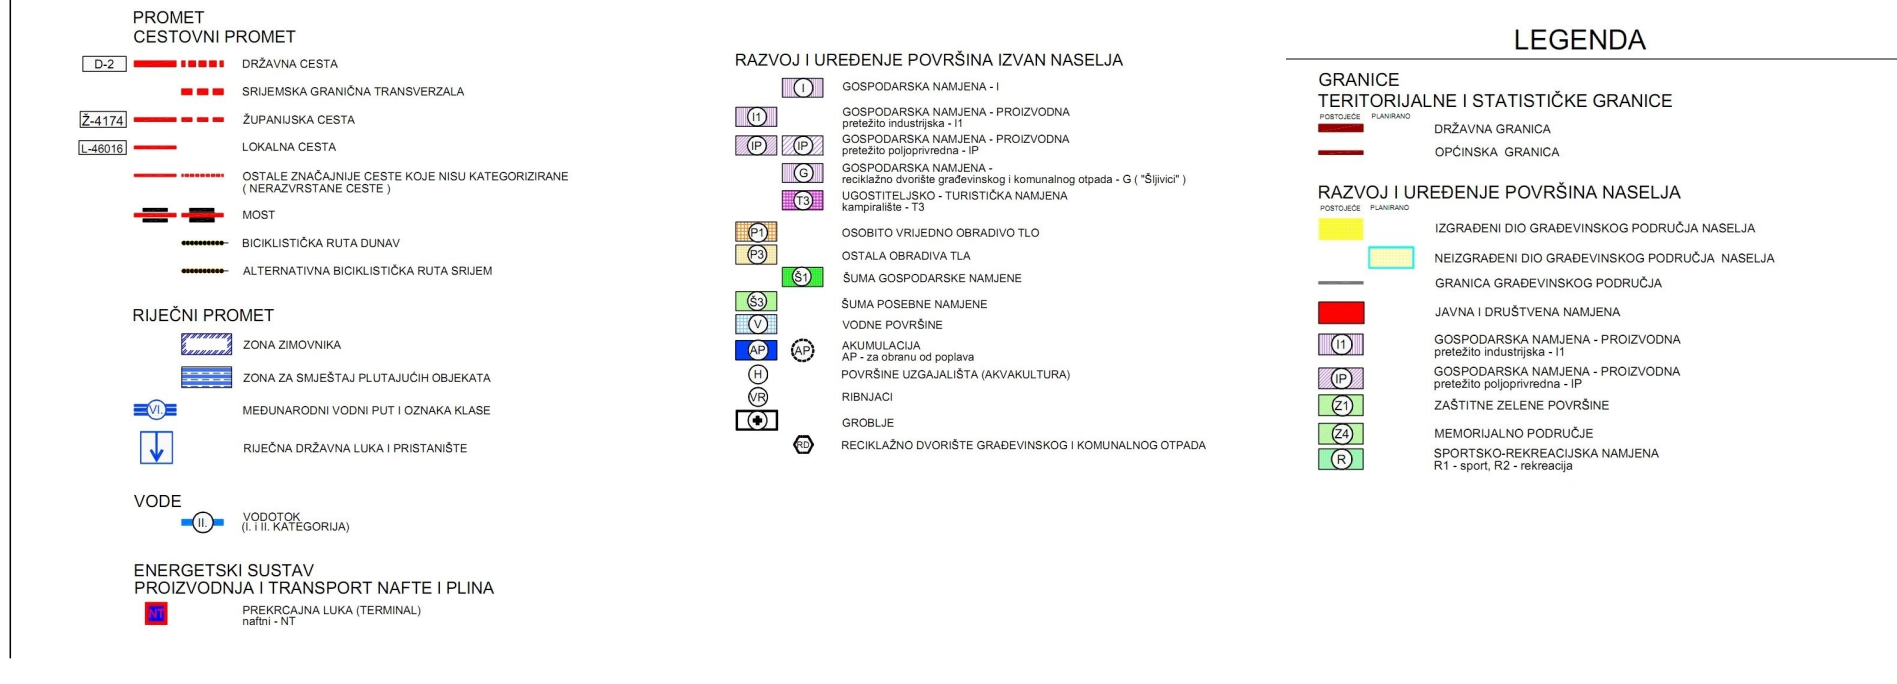 PROMET
CESTOVNI PROMET
D-2 DRŽAVNA CESTA
SRIJEMSKA GRANIČNA TRANSVERZALA
Ž-4174 ŽUPANIJSKA CESTA
L-46016 LOKALNA CESTA
OSTALE ZNAČAJNIJE CESTE KOJE NISU KATEGORIZIRANE
( NERAZVRSTANE CESTE )
MOST
BICIKLISTIČKA RUTA DUNAV
ALTERNATIVNA BICIKLISTIČKA RUTA SRIJEM
RIJEČNI PROMET
ZONA ZIMOVNIKA
ZONA ZA SMJEŠTAJ PLUTAJUĆIH OBJEKATA
VI. MEĐUNARODNI VODNI PUT I OZNAKA KLASE
RIJEČNA DRŽAVNA LUKA I PRISTANIŠTE
VODE
II. VODOTOK
(I. i II. KATEGORIJA)
ENERGETSKI SUSTAV
PROIZVODNJA I TRANSPORT NAFTE I PLINA
NT PREKRCAJNA LUKA (TERMINAL)
naftni - NT
RAZVOJ I UREĐENJE POVRŠINA IZVAN NASELJA
I GOSPODARSKA NAMJENA - I
I1 GOSPODARSKA NAMJENA - PROIZVODNA
pretežito industrijska - I1
IP IP GOSPODARSKA NAMJENA - PROIZVODNA
pretežito poljoprivredna - IP
G GOSPODARSKA NAMJENA -
reciklažno dvorište građevinskog i komunalnog otpada - G ( "Šljivici" )
T3 UGOSTITELJSKO - TURISTIČKA NAMJENA
kampiralište - T3
P1 OSOBITO VRIJEDNO OBRADIVO TLO
P3 OSTALA OBRADIVA TLA
Š1 ŠUMA GOSPODARSKE NAMJENE
Š3 ŠUMA POSEBNE NAMJENE
V VODNE POVRŠINE
AP AP AKUMULACIJA
AP - za obranu od poplava
H POVRŠINE UZGAJALIŠTA (AKVAKULTURA)
VR RIBNJACI
GROBLJE
RD RECIKLAŽNO DVORIŠTE GRAĐEVINSKOG I KOMUNALNOG OTPADA
LEGENDA
GRANICE
TERITORIJALNE I STATISTIČKE GRANICE
POSTOJEĆE PLANIRANO
DRŽAVNA GRANICA
OPĆINSKA GRANICA
RAZVOJ I UREĐENJE POVRŠINA NASELJA
POSTOJEĆE PLANIRANO
IZGRAĐENI DIO GRAĐEVINSKOG PODRUČJA NASELJA
NEIZGRAĐENI DIO GRAĐEVINSKOG PODRUČJA NASELJA
GRANICA GRAĐEVINSKOG PODRUČJA
JAVNA I DRUŠTVENA NAMJENA
I1 GOSPODARSKA NAMJENA - PROIZVODNA
pretežito industrijska - I1
IP GOSPODARSKA NAMJENA - PROIZVODNA
pretežito poljoprivredna - IP
Z1 ZAŠTITNE ZELENE POVRŠINE
Z4 MEMORIJALNO PODRUČJE
R SPORTSKO-REKREACIJSKA NAMJENA
R1 - sport, R2 - rekreacija